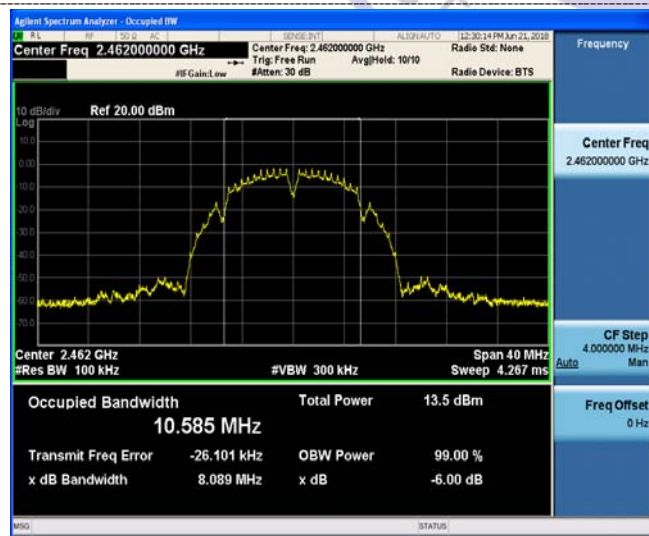 Agilent Spectrum Analyzer - Occupied BW
RL RF 50 Ω AC SENSE:INT ALIGNAUTO 12:30:14 PM Jun 21, 2018
Center Freq 2.462000000 GHz
Center Freq: 2.462000000 GHz
Radio Std: None
Trig: Free Run Avg|Hold: 10/10
#IFGain:Low #Atten: 30 dB Radio Device: BTS
10 dB/div Ref 20.00 dBm
Log
10.0
0.00
-10.0
-20.0
-30.0
-40.0
-50.0
-60.0
-70.0
Center 2.462 GHz Span 40 MHz
#Res BW 100 kHz #VBW 300 kHz Sweep 4.267 ms
Occupied Bandwidth Total Power 13.5 dBm
10.585 MHz
Transmit Freq Error -26.101 kHz OBW Power 99.00 %
x dB Bandwidth 8.089 MHz x dB -6.00 dB
MSG STATUS
Frequency
Center Freq
2.462000000 GHz
CF Step
4.000000 MHz
Auto Man
Freq Offset
0 Hz